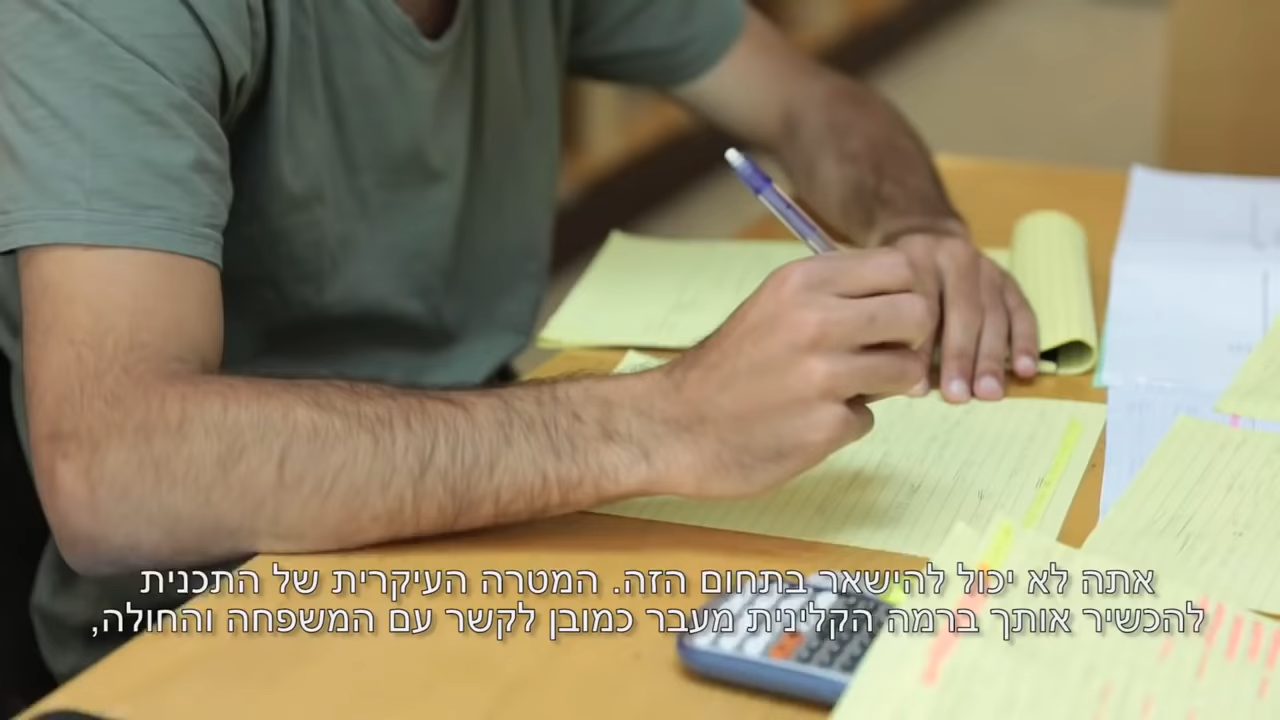 אתה לא יכול להישאר בתחום הזה. המטרה העיקרית של התכנית
להכשיר אותך ברמה הקלינית מעבר כמובן לקשר עם המשפחה והחולה,